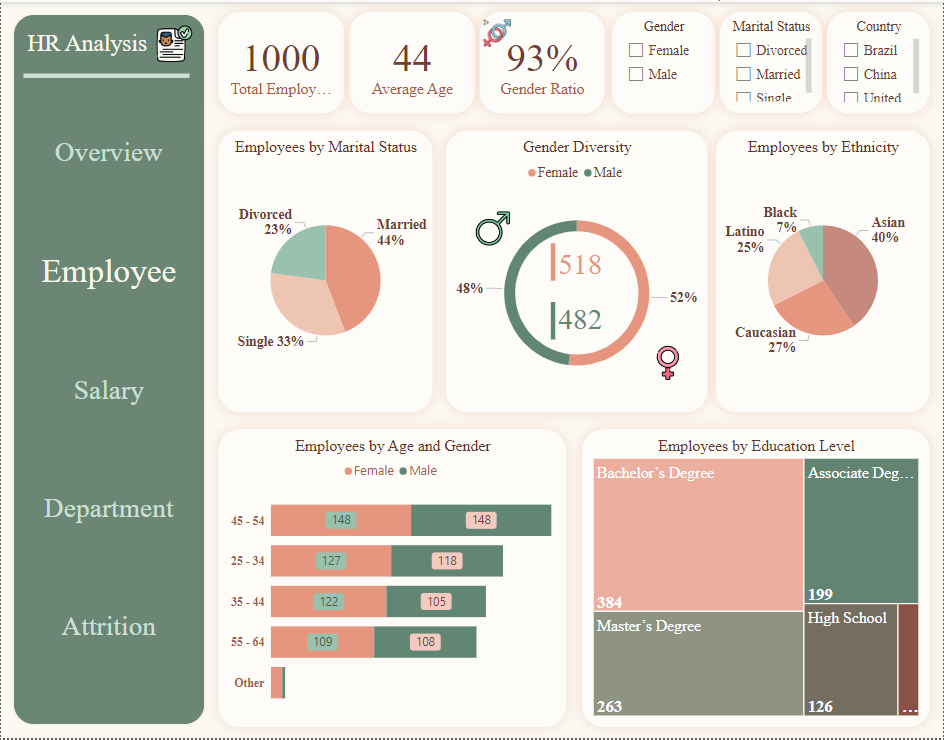 HR Analysis
Overview
Employee
Salary
Department
Attrition
1000
Total Employ…
44
Average Age
93%
Gender Ratio
Gender
Female
Male
Marital Status
Divorced
Married
Single
Country
Brazil
China
United
Employees by Marital Status
Divorced
23%
Married
44%
Single 33%
Gender Diversity
Female Male
518
482
48%
52%
Employees by Ethnicity
Black
7%
Asian
40%
Latino
25%
Caucasian
27%
Employees by Age and Gender
Female Male
45 - 54 148 148
25 - 34 127 118
35 - 44 122 105
55 - 64 109 108
Other
Employees by Education Level
Bachelor's Degree
384
Associate Deg…
199
Master's Degree
263
High School
126
…